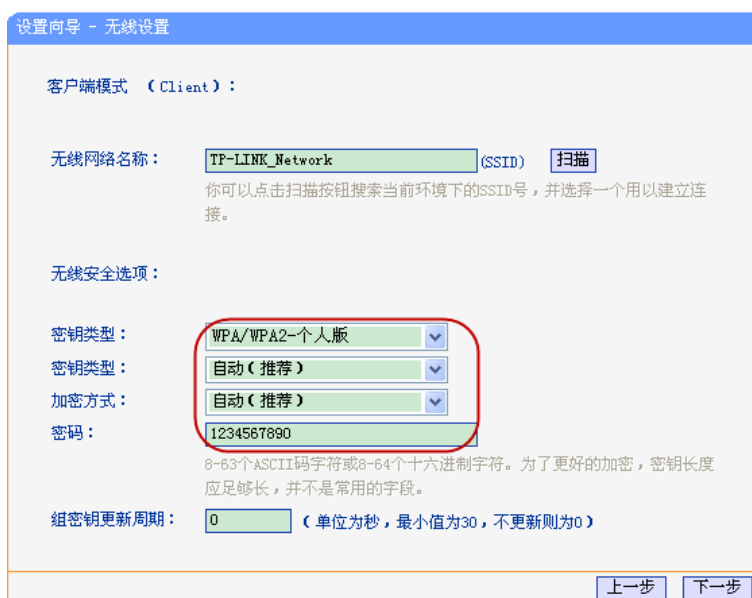 设置向导 - 无线设置
客户端模式 （Client）：
无线网络名称： TP-LINK_Network (SSID) 扫描
你可以点击扫描按钮搜索当前环境下的SSID号，并选择一个用以建立连
接。
无线安全选项：
密钥类型： WPA/WPA2-个人版
密钥类型： 自动（推荐）
加密方式： 自动（推荐）
密码： 1234567890
8-63个ASCII码字符或8-64个十六进制字符。为了更好的加密，密钥长度
应足够长，并不是常用的字段。
组密钥更新周期： 0 （单位为秒，最小值为30，不更新则为0）
上一步 下一步